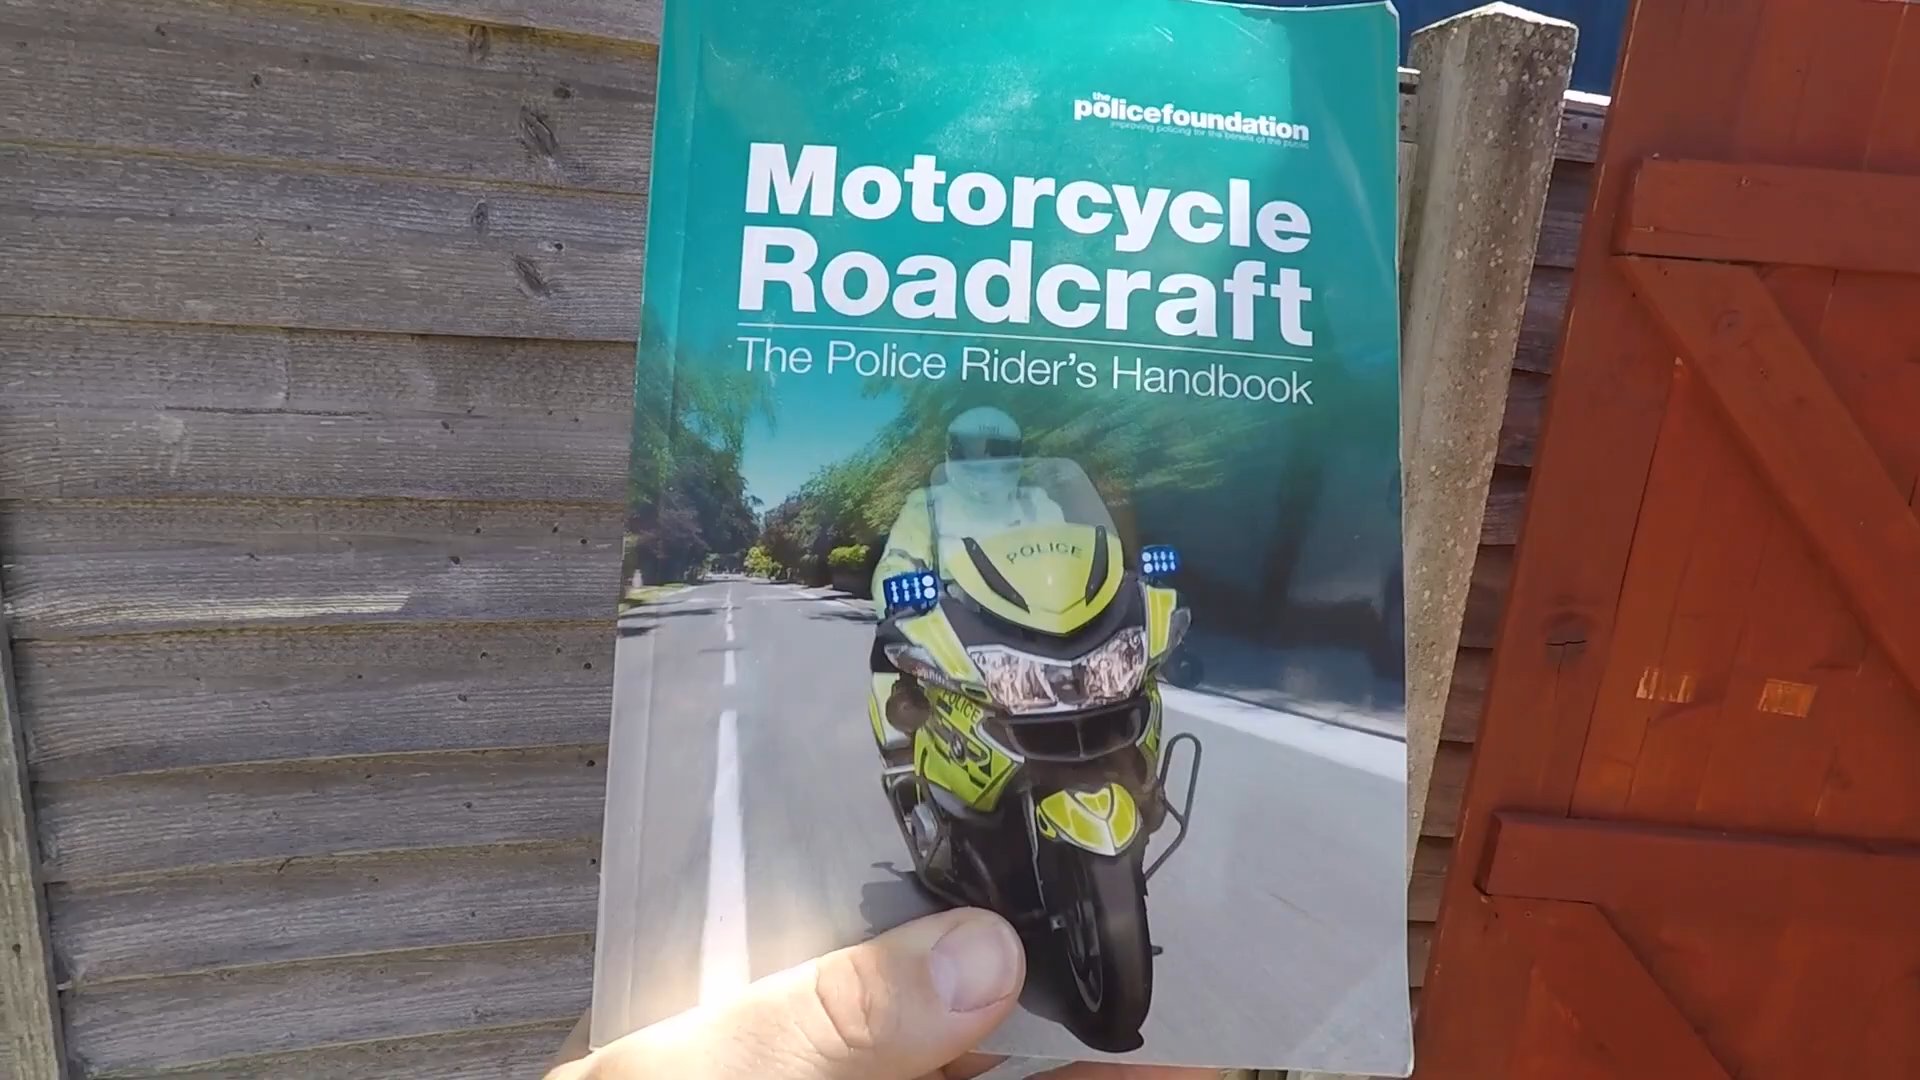 the
policefoundation
improving policing for the benefit of the public
Motorcycle
Roadcraft
The Police Rider's Handbook
POLICE
POLICE